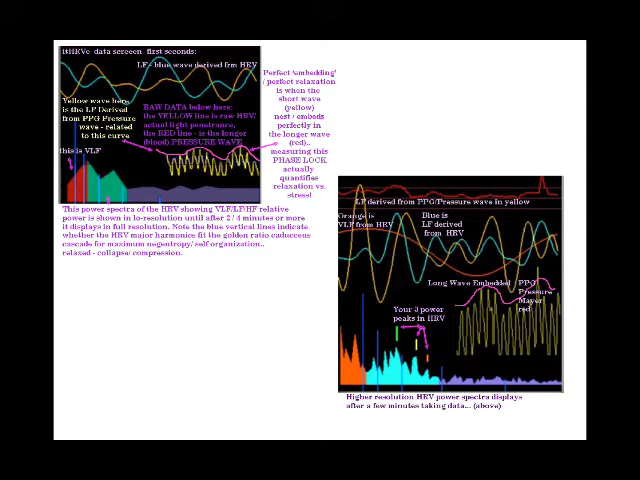 itHRVe data screeen first seconds:
LF - blue wave derived frm HRV
Yellow wave here
is the LF Derived
from PPG Pressure
wave - related
to this curve
this is VLF
RAW DATA below here:
the YELLOW line is raw HRV/
actual light penetrance,
the RED line - is the longer
(blood) PRESSURE WAVE
Perfect 'embedding'
/ perfect relaxation
is when the
short wave
(yellow)
nest / embeds
perfectly in
the longer wave
(red)..
measuring this
PHASE LOCK
actually
quantifies
relaxation vs.
stress!
This power spectra of the HRV showing VLF/LF/HF relative
power is shown in lo-resolution until after 2 / 4 minutes or more
it displays in full resolution. Note the blue vertical lines indicate
whether the HRV major harmonics fit the golden ratio caduceus
cascade for maximum negentropy/ self organization..
relaxed - collapse/ compression.
LF derived from PPG/Pressure wave in yellow
Orange is
VLF from HRV
Blue is
LF derived
from HRV
Long Wave Embedded
PPG
Pressure
Mayer/
red
Your 3 power
peaks in HRV
Higher resolution HRV power spectra displays
after a few minutes taking data... (above)